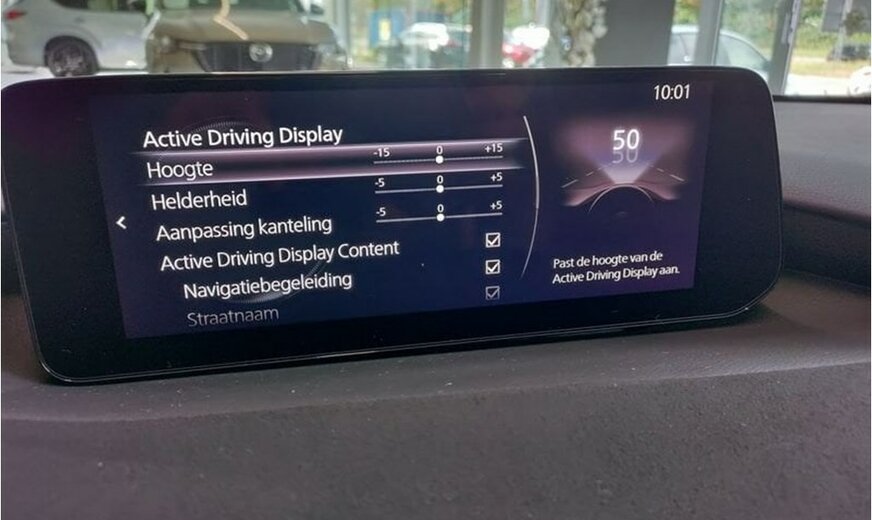 10:01
Active Driving Display
Hoogte -15 0 +15
Helderheid -5 0 +5
Aanpassing kanteling -5 0 +5
Active Driving Display Content
Navigatiebegeleiding
Straatnaam
50
50
Past de hoogte van de
Active Driving Display aan.